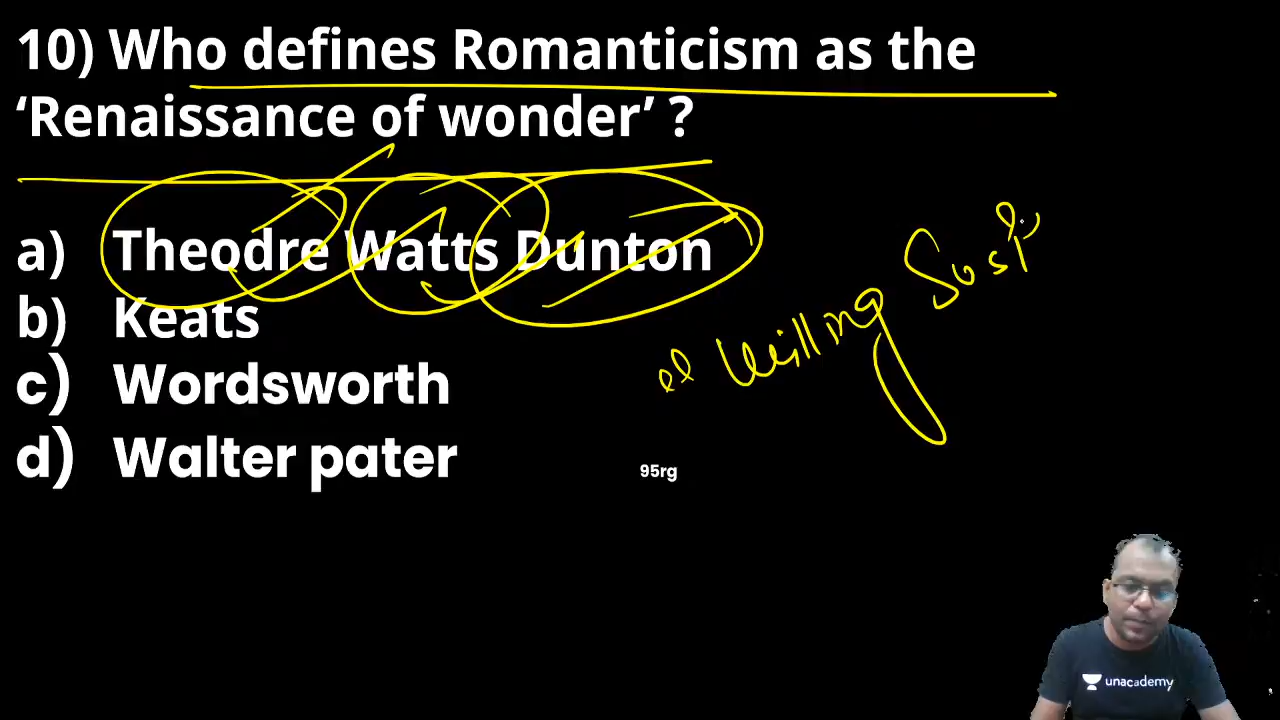 10) Who defines Romanticism as the
‘Renaissance of wonder’ ?
a) Theodre Watts Dunton
b) Keats
c) Wordsworth
d) Walter pater
Willing
95rg
unacademy